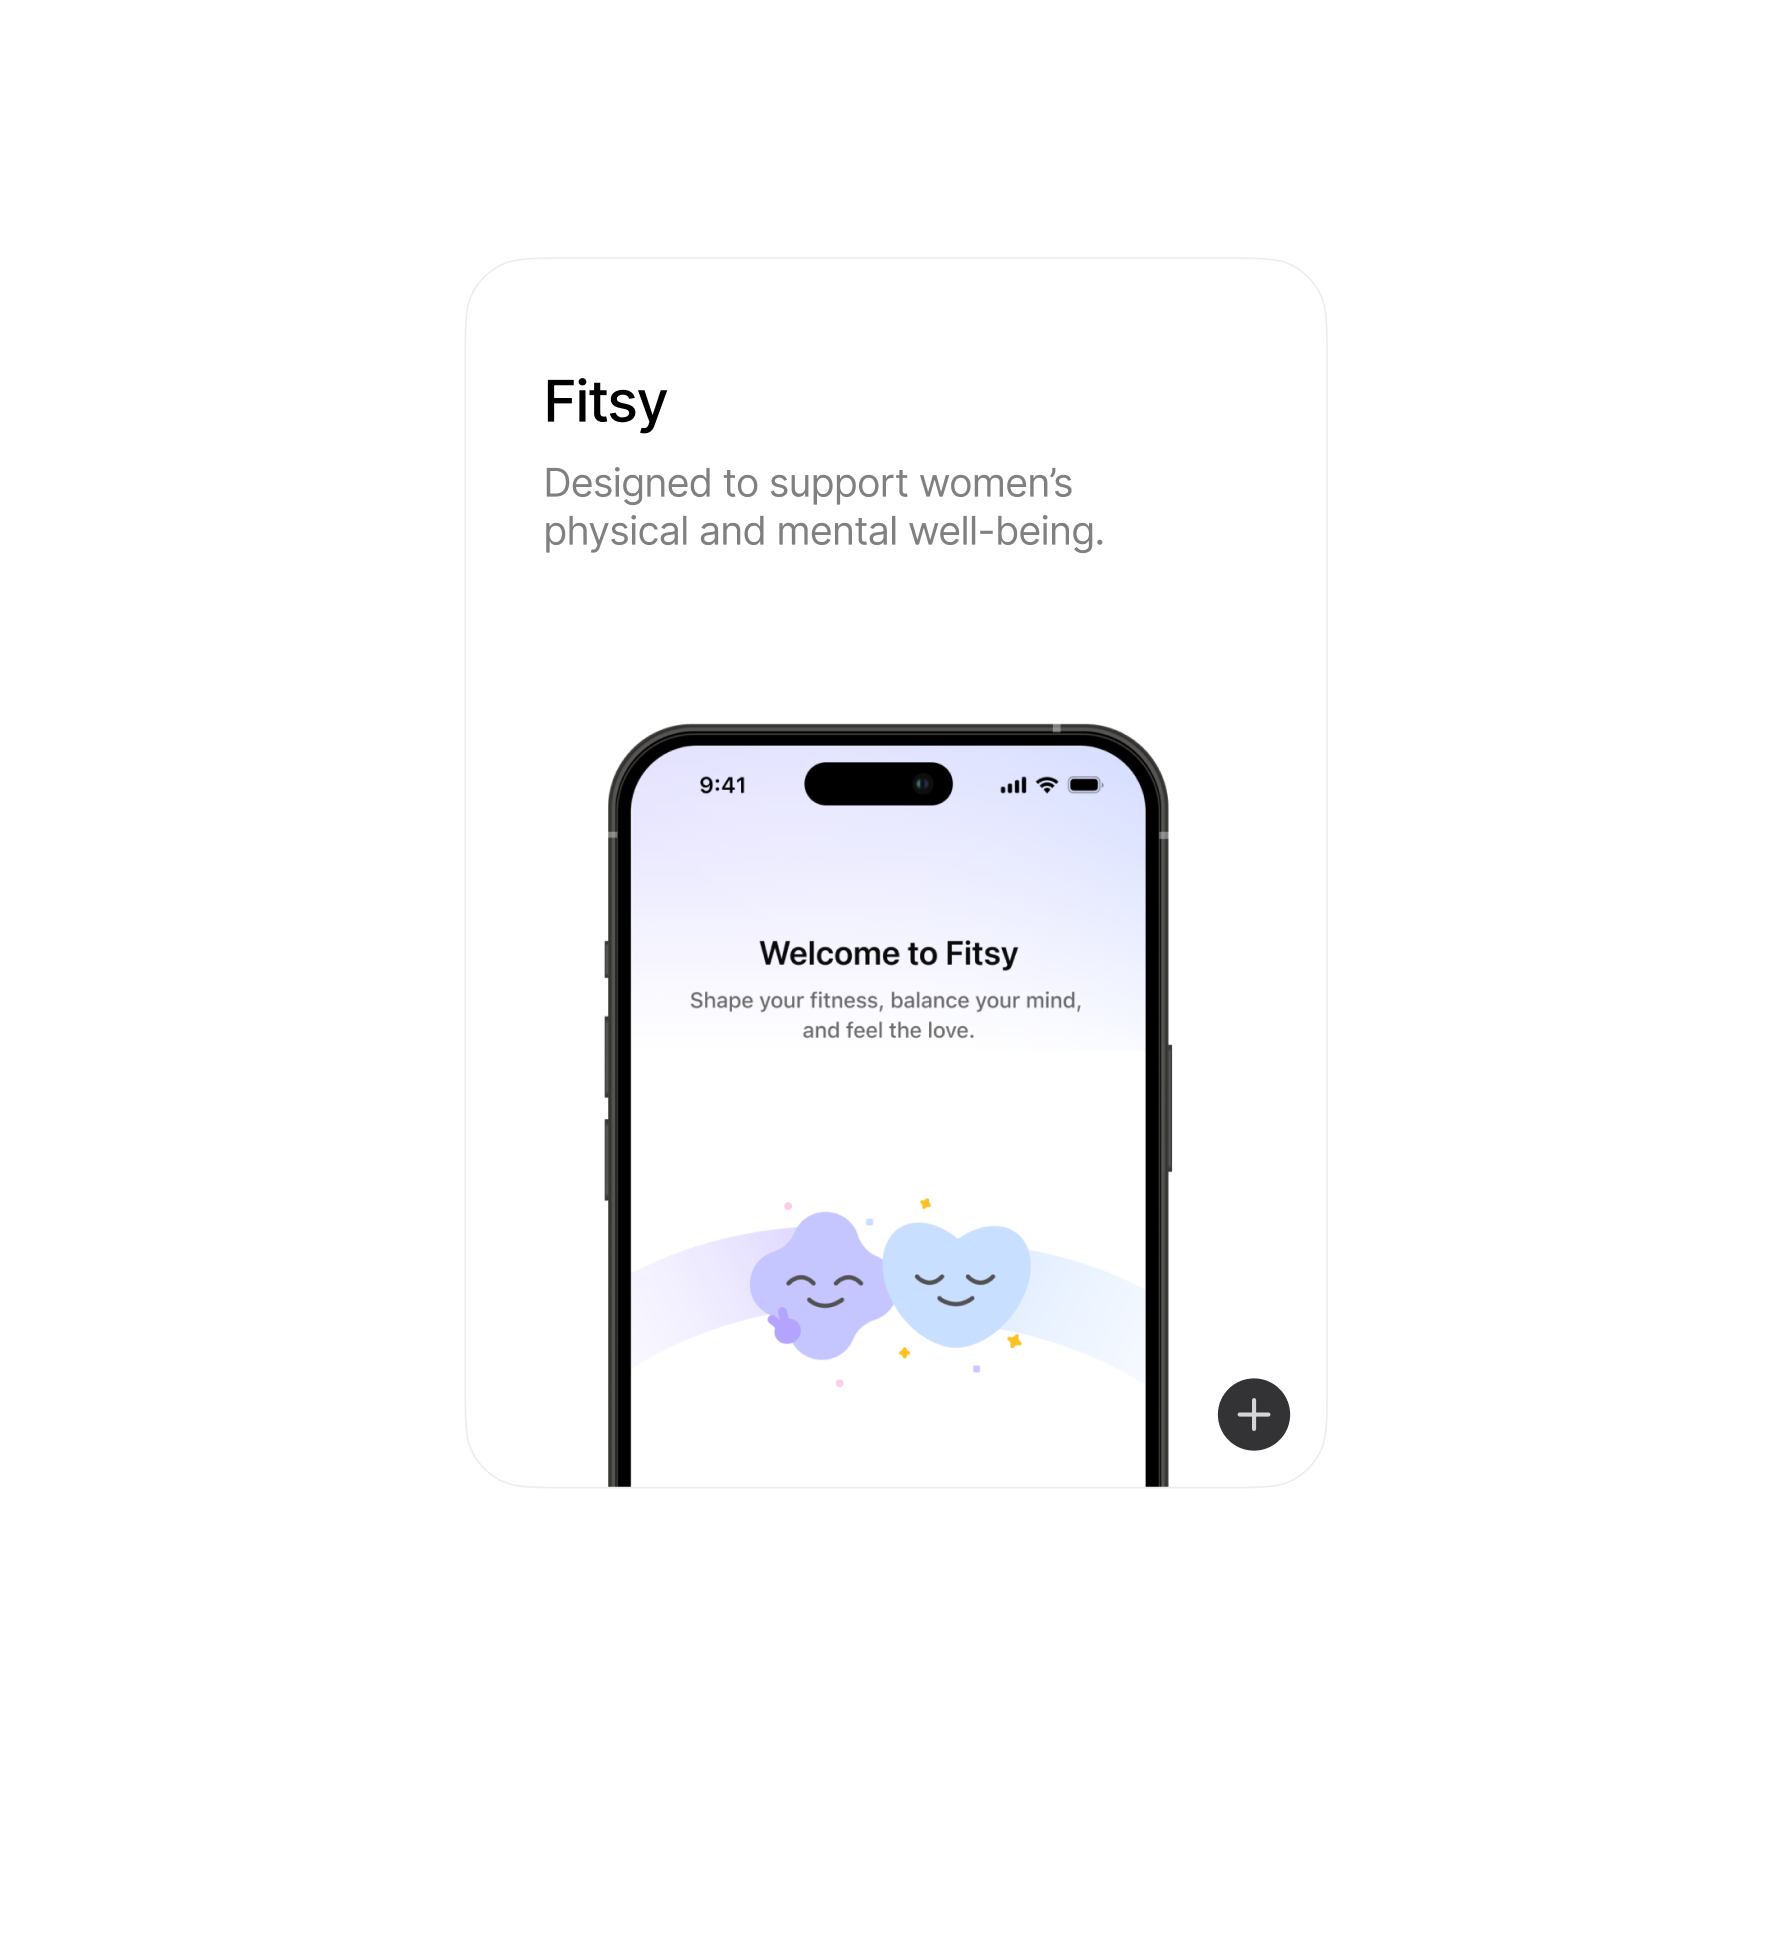 Fitsy
Designed to support women’s
physical and mental well-being.
9:41
Welcome to Fitsy
Shape your fitness, balance your mind,
and feel the love.